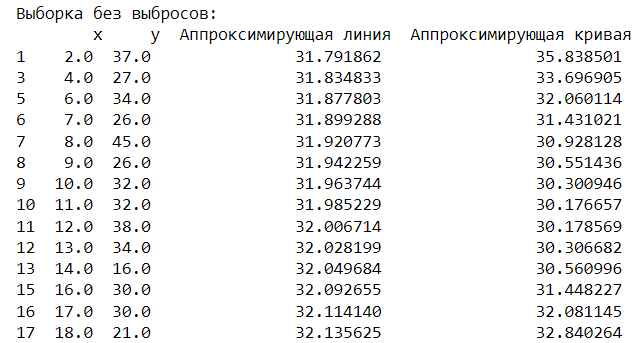 Выборка без выбросов:
x y Аппроксимирующая линия Аппроксимирующая кривая
1 2.0 37.0 31.791862 35.838501
3 4.0 27.0 31.834833 33.696905
5 6.0 34.0 31.877803 32.060114
6 7.0 26.0 31.899288 31.431021
7 8.0 45.0 31.920773 30.928128
8 9.0 26.0 31.942259 30.551436
9 10.0 32.0 31.963744 30.300946
10 11.0 32.0 31.985229 30.176657
11 12.0 38.0 32.006714 30.178569
12 13.0 34.0 32.028199 30.306682
13 14.0 16.0 32.049684 30.560996
15 16.0 30.0 32.092655 31.448227
16 17.0 30.0 32.114140 32.081145
17 18.0 21.0 32.135625 32.840264